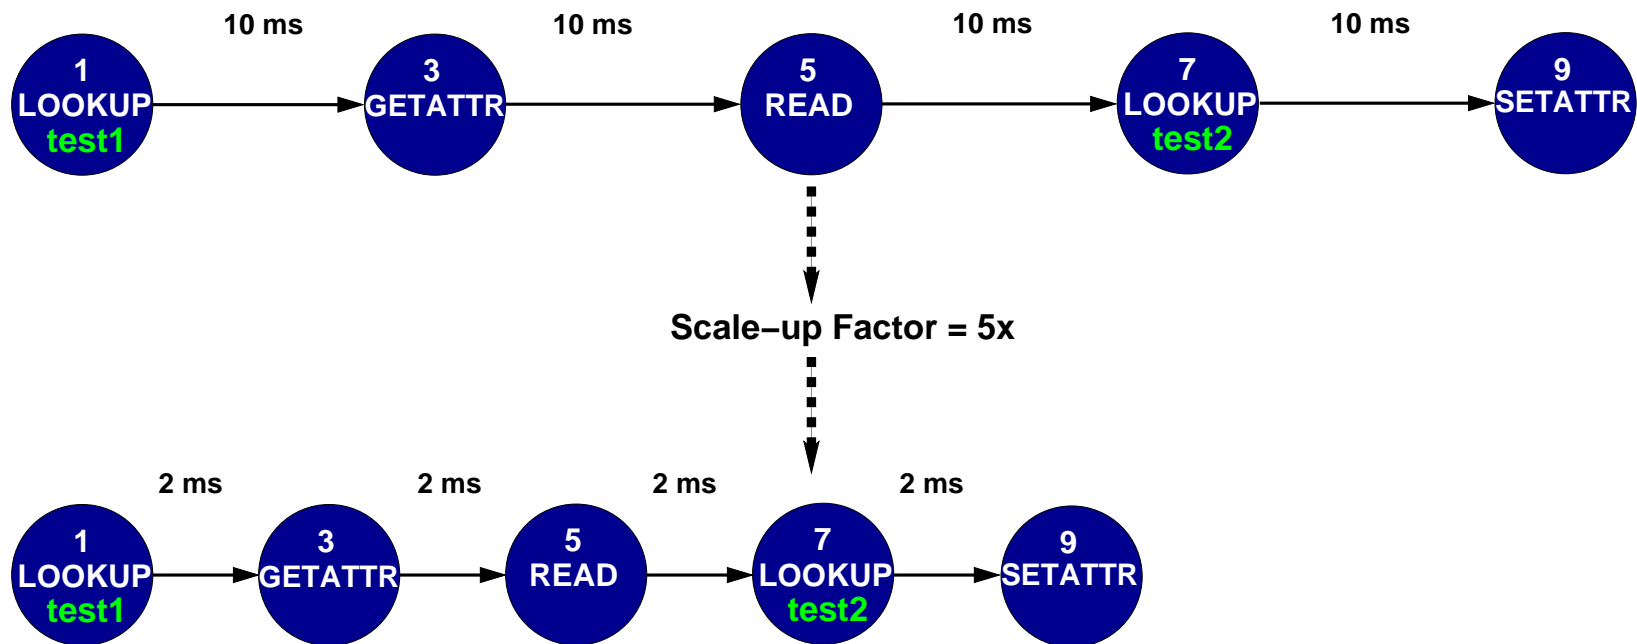 10 ms
10 ms
10 ms
10 ms
1
LOOKUP
test1
3
GETATTR
5
READ
7
LOOKUP
test2
9
SETATTR
Scale−up Factor = 5x
2 ms
2 ms
2 ms
2 ms
1
LOOKUP
test1
3
GETATTR
5
READ
7
LOOKUP
test2
9
SETATTR